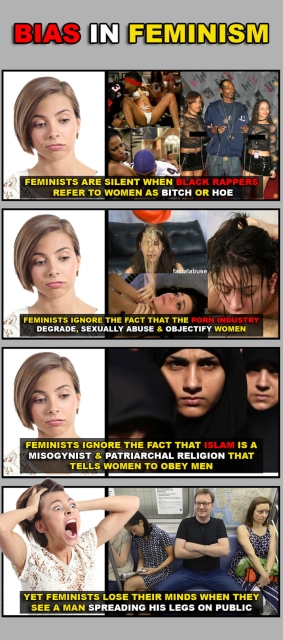 BIAS IN FEMINISM
FEMINISTS ARE SILENT WHEN BLACK RAPPERS
REFER TO WOMEN AS BITCH OR HOE
facialabuse
FEMINISTS IGNORE THE FACT THAT THE PORN INDUSTRY
DEGRADE, SEXUALLY ABUSE & OBJECTIFY WOMEN
FEMINISTS IGNORE THE FACT THAT ISLAM IS A
MISOGYNIST & PATRIARCHAL RELIGION THAT
TELLS WOMEN TO OBEY MEN
YET FEMINISTS LOSE THEIR MINDS WHEN THEY
SEE A MAN SPREADING HIS LEGS ON PUBLIC